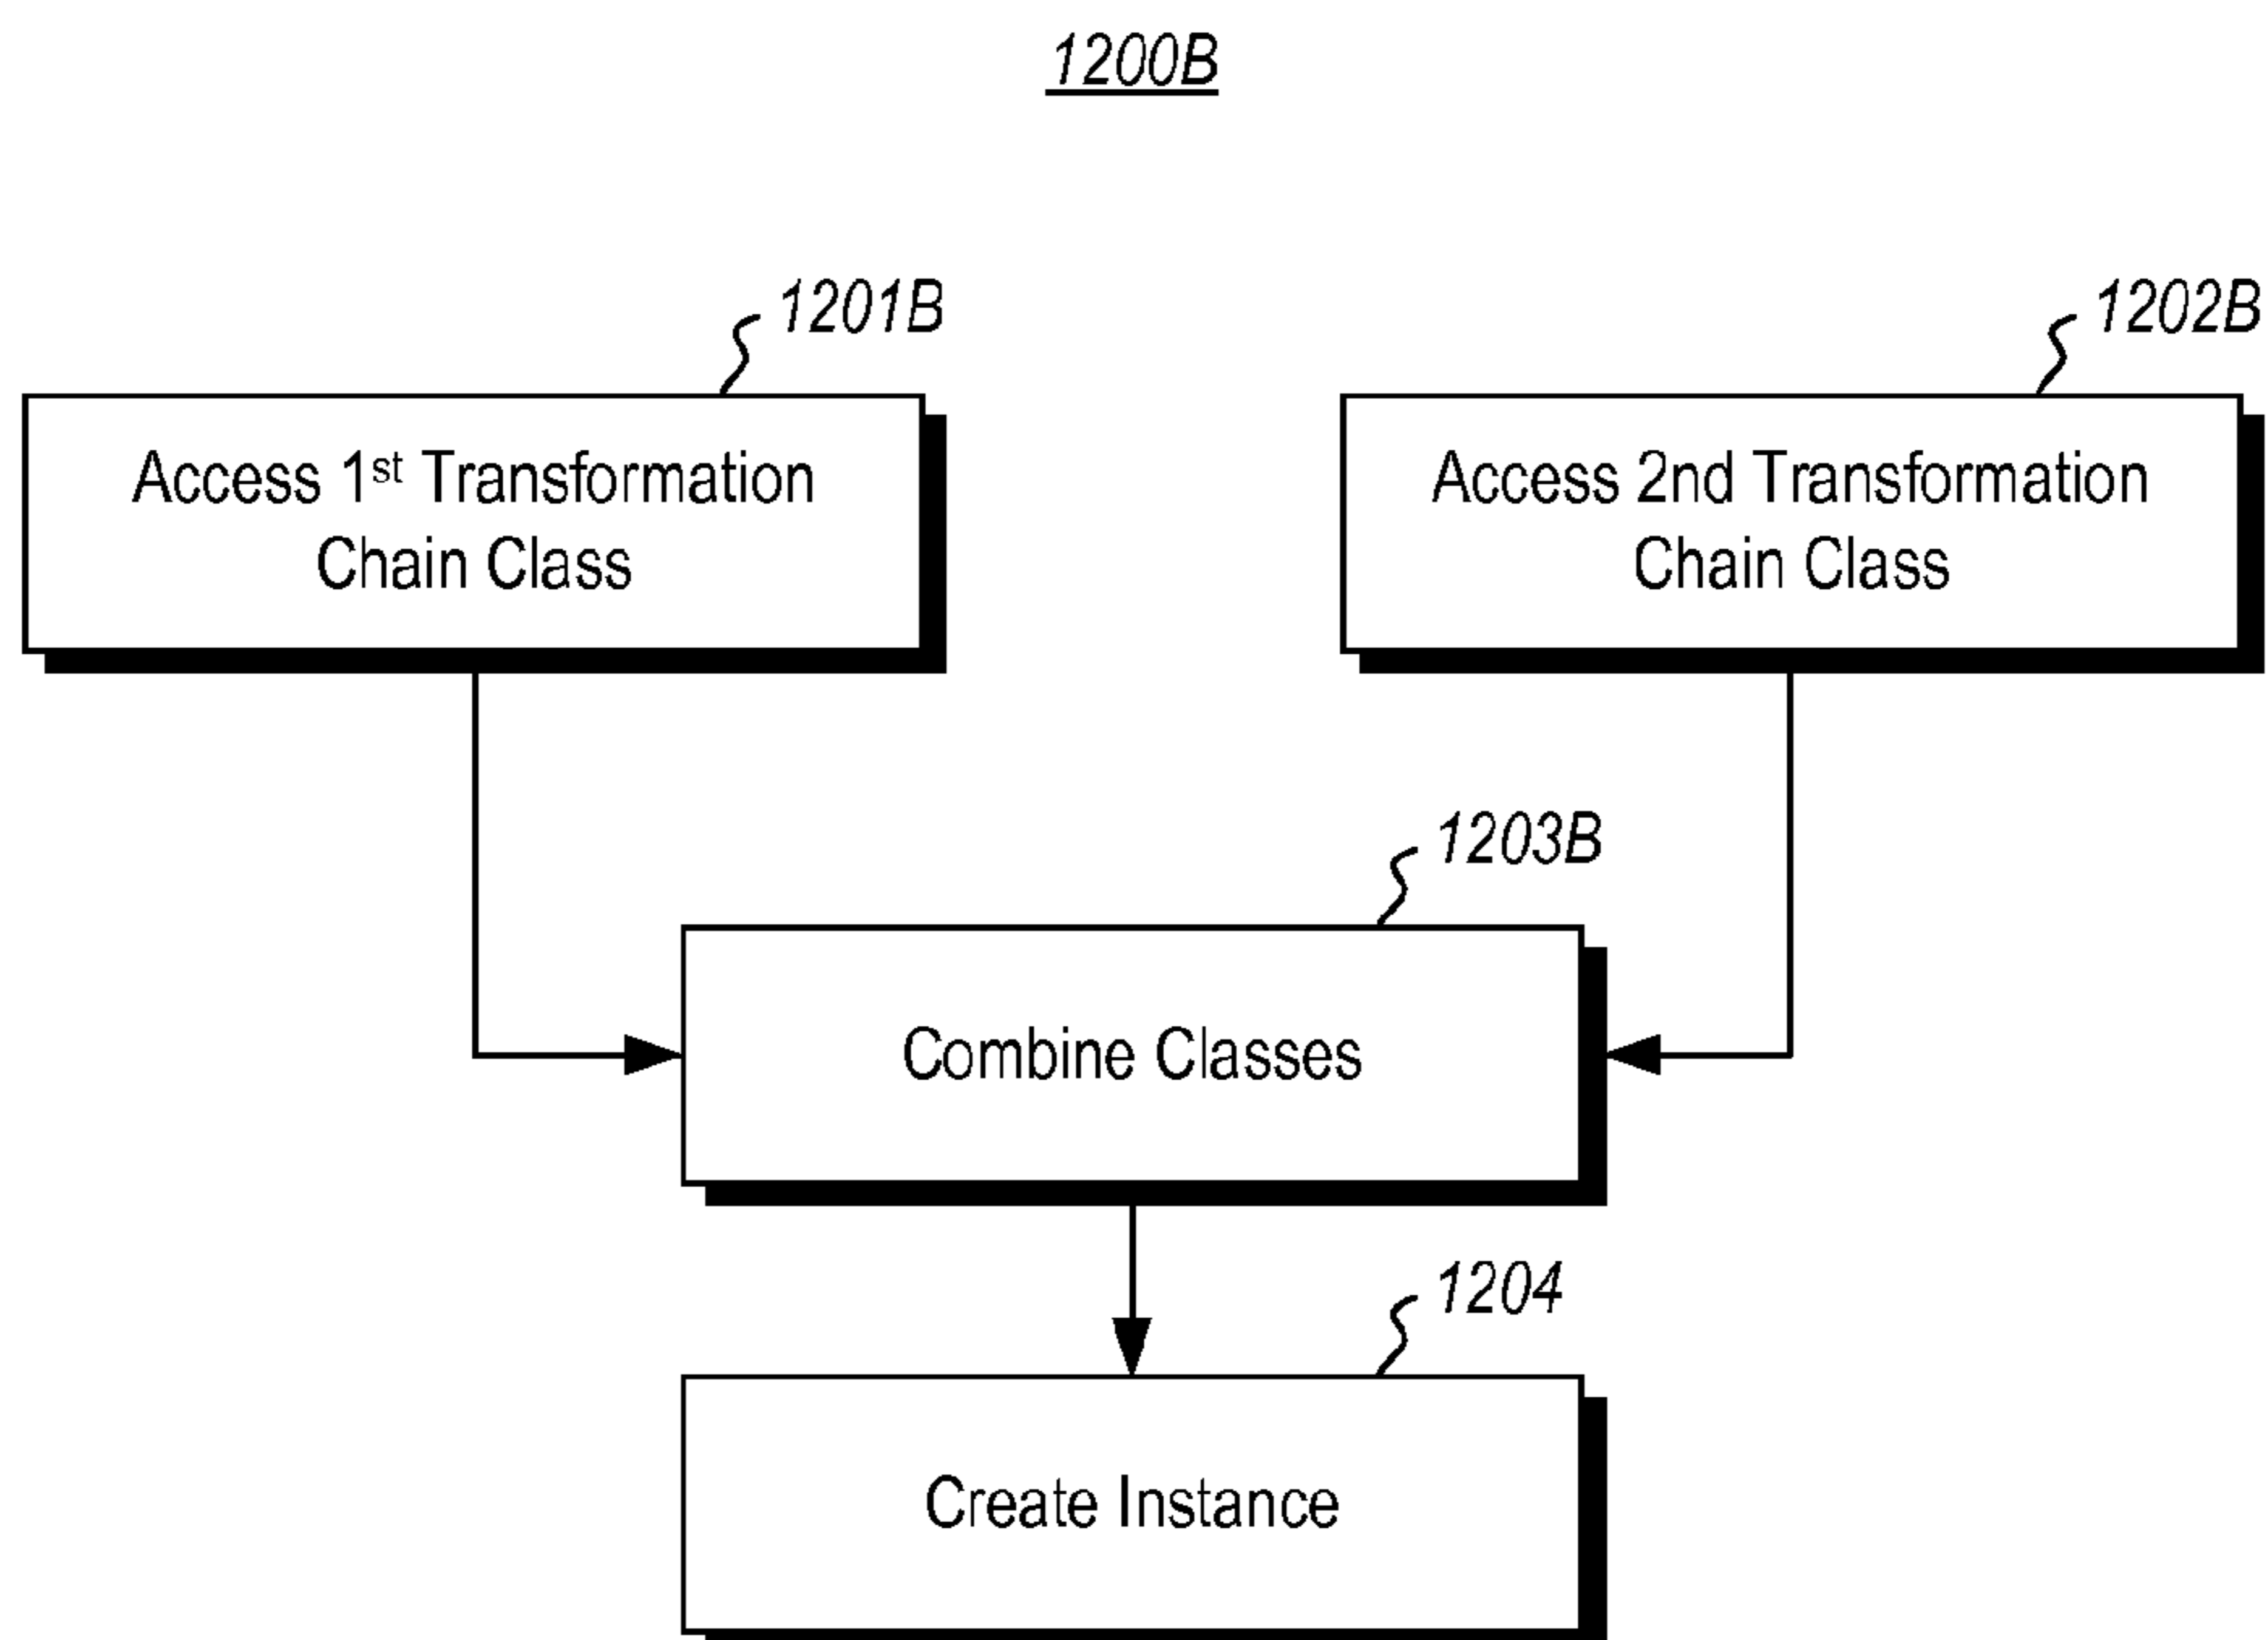 1200B
1201B
1202B
Access 1st Transformation
Chain Class
Access 2nd Transformation
Chain Class
1203B
Combine Classes
1204
Create Instance